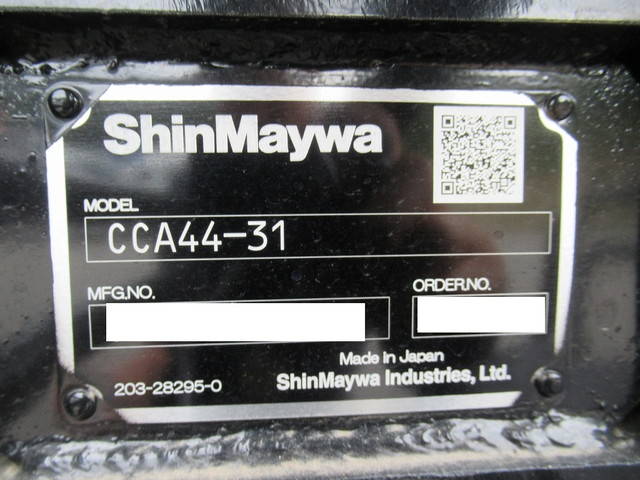 ShinMaywa
MODEL
CCA44-31
MFG.NO.
ORDER.NO.
Made in Japan
203-28295-0
ShinMaywa Industries, Ltd.